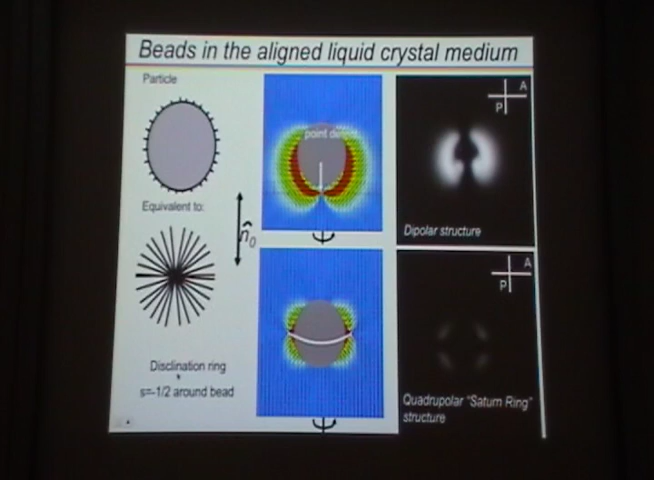 Beads in the aligned liquid crystal medium
Particle
Equivalent to:
n̂₀
Disclination ring
s=-1/2 around bead
point defect
A
P
Dipolar structure
A
P
Quadrupolar "Saturn Ring"
structure